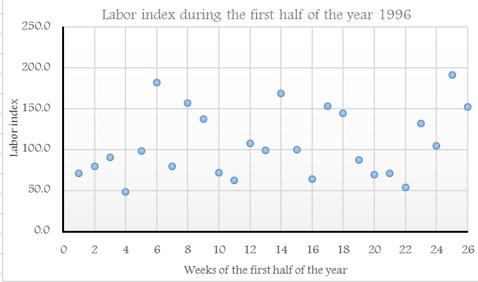 Labor index during the first half of the year 1996
250.0
200.0
150.0
100.0
50.0
0.0
Labor index
0 2 4 6 8 10 12 14 16 18 20 22 24 26
Weeks of the first half of the year